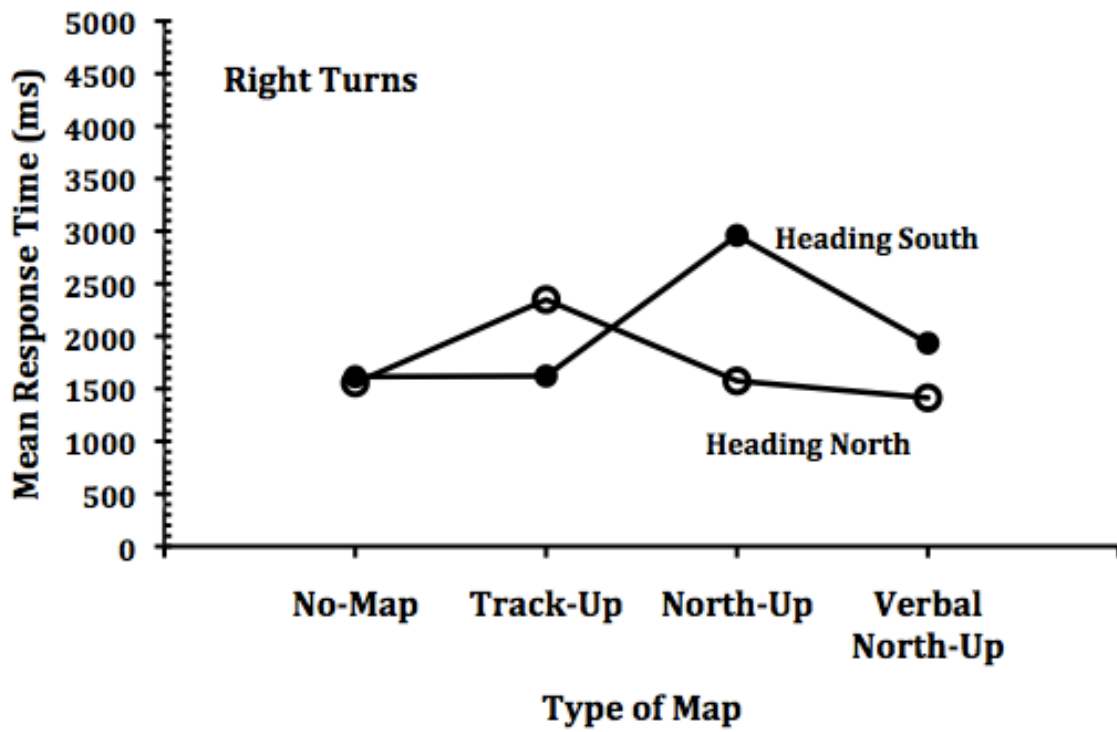 Right Turns
Mean Response Time (ms)
5000
4500
4000
3500
3000
2500
2000
1500
1000
500
0
Heading South
Heading North
No-Map
Track-Up
North-Up
Verbal
North-Up
Type of Map